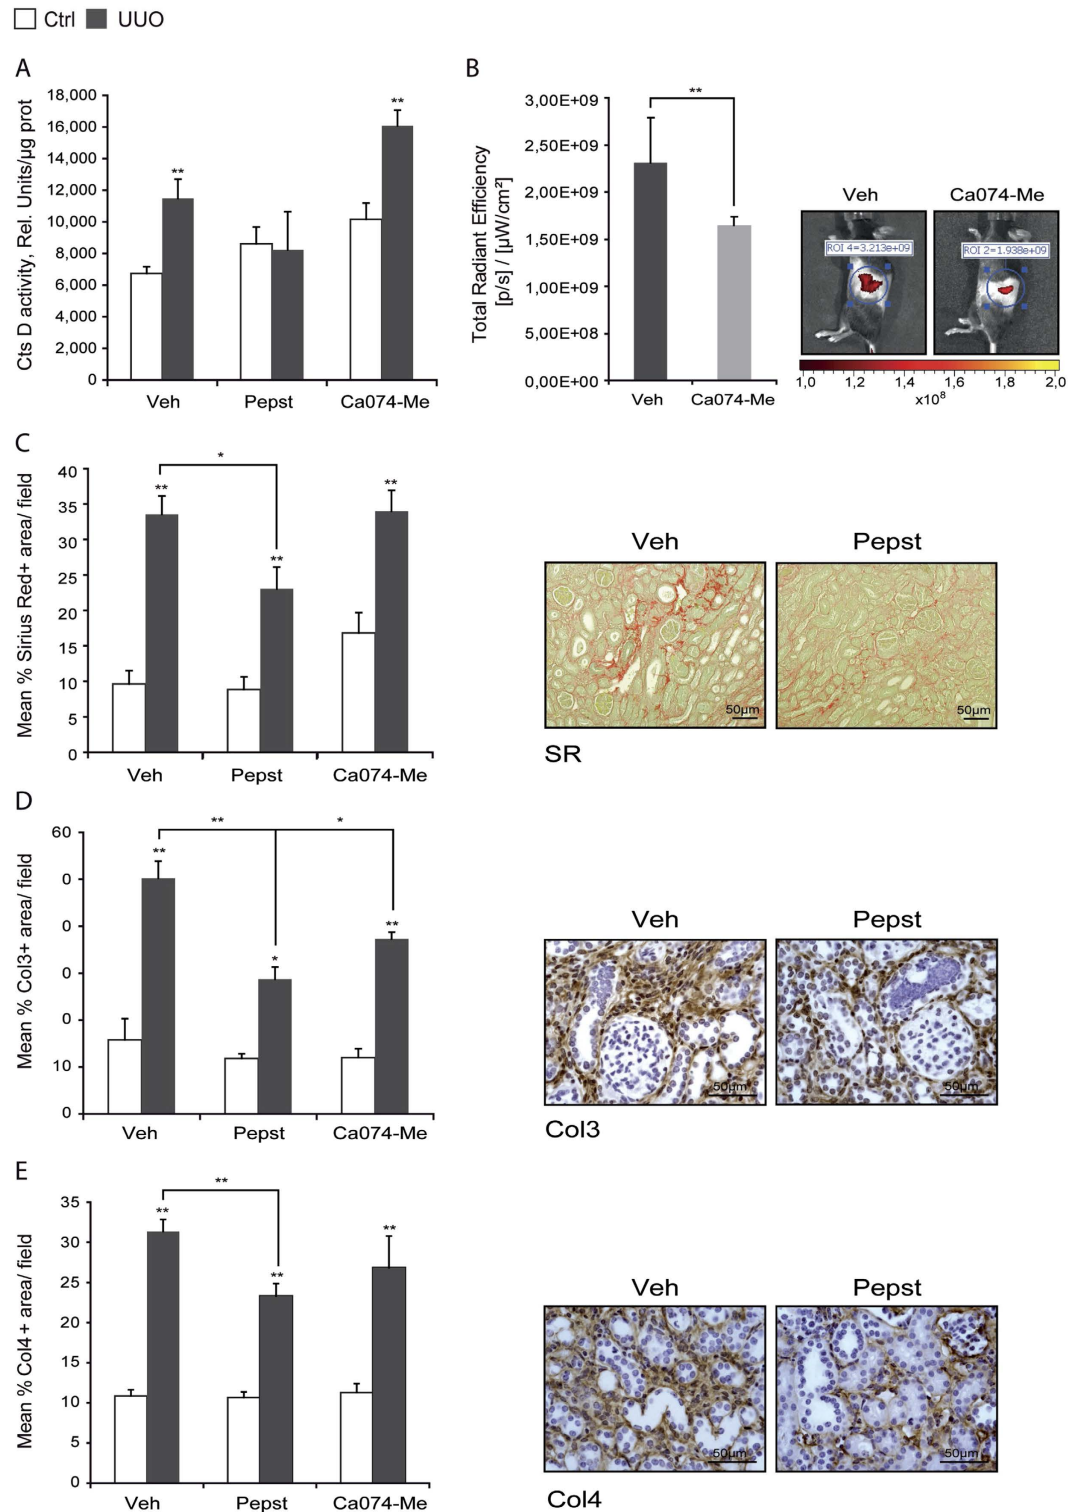 Ctrl UUO
A
Cts D activity, Rel. Units/µg prot
18,000
16,000
14,000
12,000
10,000
8,000
6,000
4,000
2,000
0
**
**
Veh Pepst Ca074-Me
B
Total Radiant Efficiency
[p/s] / [µW/cm²]
3,00E+09
2,50E+09
2,00E+09
1,50E+09
1,00E+09
5,00E+08
0,00E+00
**
Veh Ca074-Me
Veh Ca074-Me
ROI 4=3.213e+09
ROI 2=1.938e+09
1,0 1,2 1,4 1,6 1,8 2,0
x10⁸
C
Mean % Sirius Red+ area/ field
40
35
30
25
20
15
10
5
0
*
**
**
**
Veh Pepst Ca074-Me
Veh Pepst
50µm 50µm
SR
D
Mean % Col3+ area/ field
60
0
0
0
0
10
0
** *
**
*
**
Veh Pepst Ca074-Me
Veh Pepst
50µm 50µm
Col3
E
Mean % Col4+ area/ field
35
30
25
20
15
10
5
0
**
**
**
**
Veh Pepst Ca074-Me
Veh Pepst
50µm 50µm
Col4